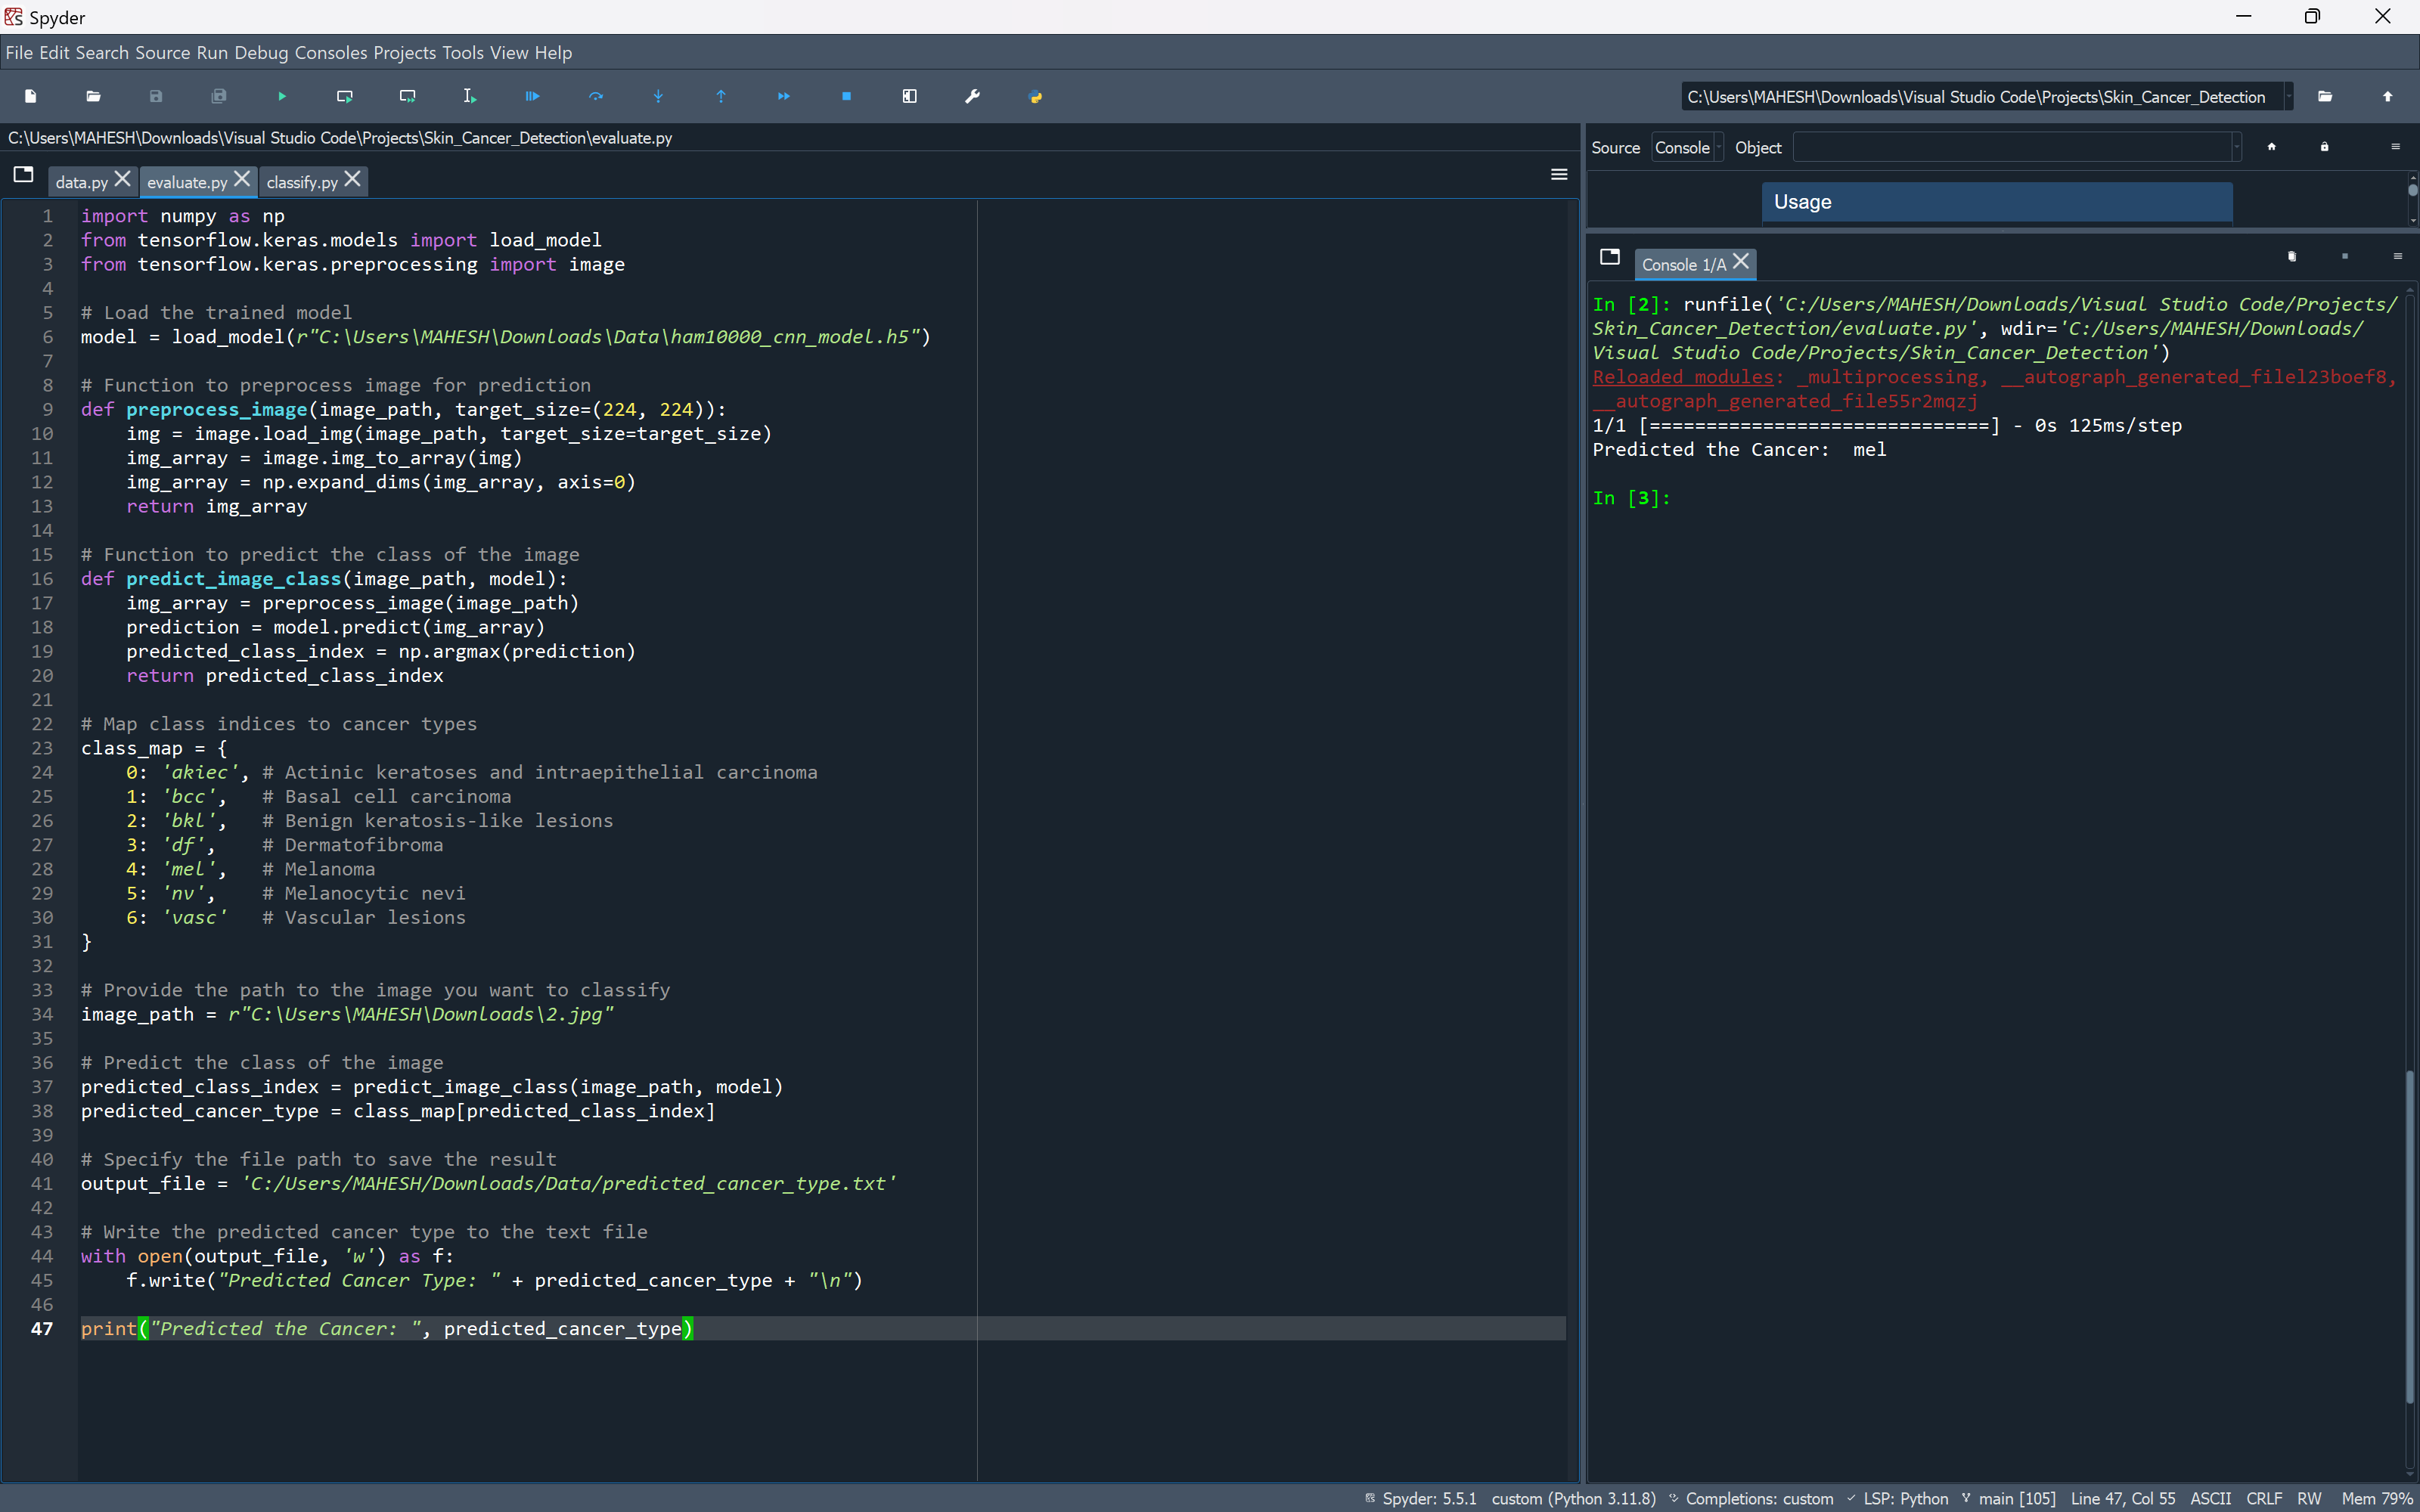 Spyder
File Edit Search Source Run Debug Consoles Projects Tools View Help
C:\Users\MAHESH\Downloads\Visual Studio Code\Projects\Skin_Cancer_Detection
C:\Users\MAHESH\Downloads\Visual Studio Code\Projects\Skin_Cancer_Detection\evaluate.py
data.py evaluate.py classify.py
1 import numpy as np
2 from tensorflow.keras.models import load_model
3 from tensorflow.keras.preprocessing import image
4
5 # Load the trained model
6 model = load_model(r"C:\Users\MAHESH\Downloads\Data\ham10000_cnn_model.h5")
7
8 # Function to preprocess image for prediction
9 def preprocess_image(image_path, target_size=(224, 224)):
10     img = image.load_img(image_path, target_size=target_size)
11     img_array = image.img_to_array(img)
12     img_array = np.expand_dims(img_array, axis=0)
13     return img_array
14
15 # Function to predict the class of the image
16 def predict_image_class(image_path, model):
17     img_array = preprocess_image(image_path)
18     prediction = model.predict(img_array)
19     predicted_class_index = np.argmax(prediction)
20     return predicted_class_index
21
22 # Map class indices to cancer types
23 class_map = {
24     0: 'akiec', # Actinic keratoses and intraepithelial carcinoma
25     1: 'bcc',   # Basal cell carcinoma
26     2: 'bkl',   # Benign keratosis-like lesions
27     3: 'df',    # Dermatofibroma
28     4: 'mel',   # Melanoma
29     5: 'nv',    # Melanocytic nevi
30     6: 'vasc'   # Vascular lesions
31 }
32
33 # Provide the path to the image you want to classify
34 image_path = r"C:\Users\MAHESH\Downloads\2.jpg"
35
36 # Predict the class of the image
37 predicted_class_index = predict_image_class(image_path, model)
38 predicted_cancer_type = class_map[predicted_class_index]
39
40 # Specify the file path to save the result
41 output_file = 'C:/Users/MAHESH/Downloads/Data/predicted_cancer_type.txt'
42
43 # Write the predicted cancer type to the text file
44 with open(output_file, 'w') as f:
45     f.write("Predicted Cancer Type: " + predicted_cancer_type + "\n")
46
47 print("Predicted the Cancer: ", predicted_cancer_type)
Source Console Object
Usage
Console 1/A
In [2]: runfile('C:/Users/MAHESH/Downloads/Visual Studio Code/Projects/
Skin_Cancer_Detection/evaluate.py', wdir='C:/Users/MAHESH/Downloads/
Visual Studio Code/Projects/Skin_Cancer_Detection')
Reloaded modules: _multiprocessing, __autograph_generated_filel23boef8,
__autograph_generated_file55r2mqzj
1/1 [==============================] - 0s 125ms/step
Predicted the Cancer:  mel
In [3]:
Spyder: 5.5.1 custom (Python 3.11.8) Completions: custom LSP: Python main [105] Line 47, Col 55 ASCII CRLF RW Mem 79%